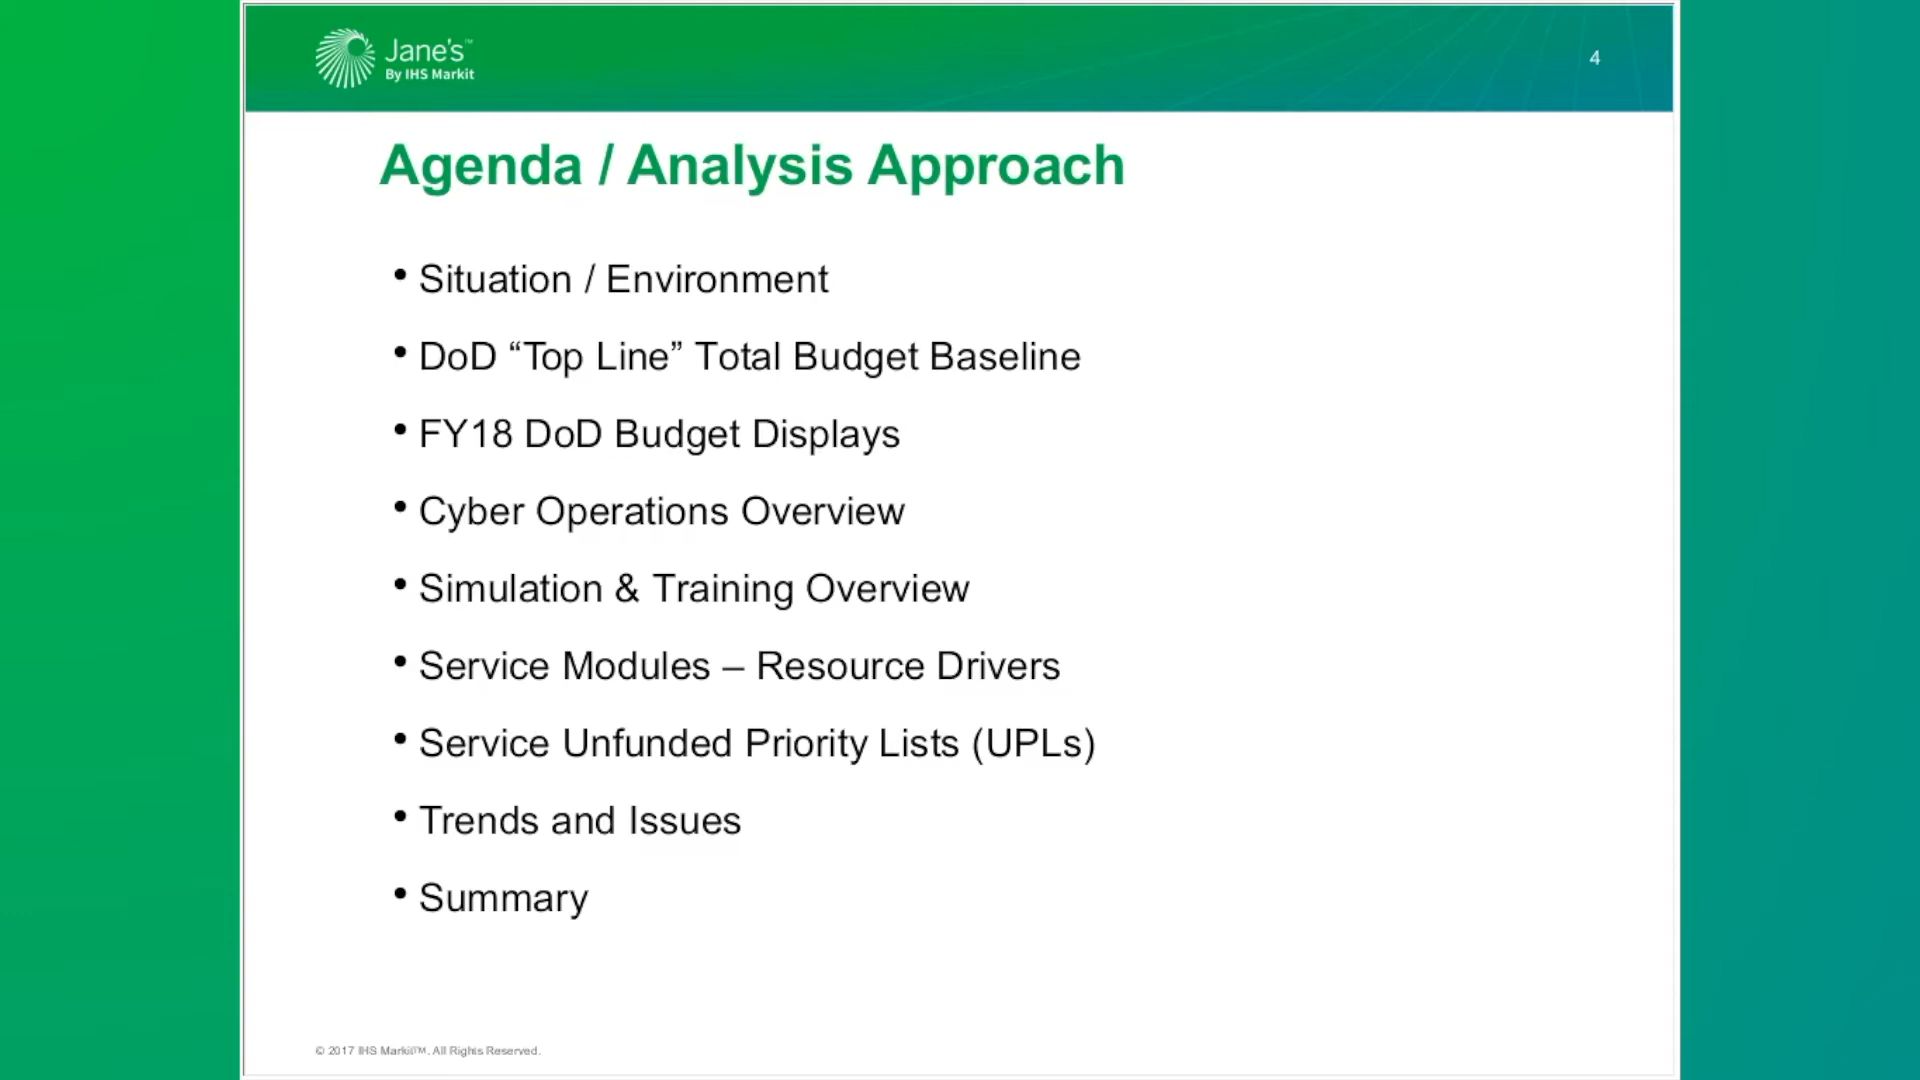 Jane's™
By IHS Markit
4
Agenda / Analysis Approach
• Situation / Environment
• DoD “Top Line” Total Budget Baseline
• FY18 DoD Budget Displays
• Cyber Operations Overview
• Simulation & Training Overview
• Service Modules – Resource Drivers
• Service Unfunded Priority Lists (UPLs)
• Trends and Issues
• Summary
© 2017 IHS Markit™. All Rights Reserved.